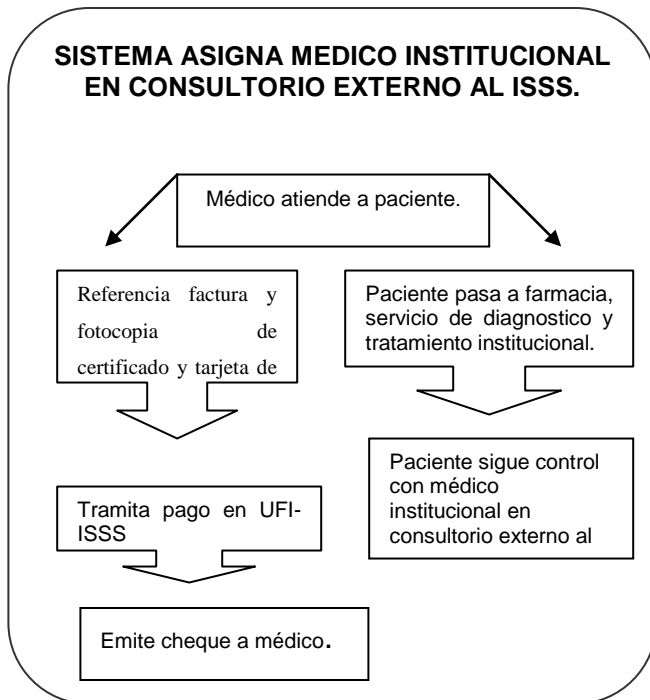 SISTEMA ASIGNA MEDICO INSTITUCIONAL
EN CONSULTORIO EXTERNO AL ISSS.
Médico atiende a paciente.
Referencia factura y
fotocopia de
certificado y tarjeta de
Paciente pasa a farmacia,
servicio de diagnostico y
tratamiento institucional.
Paciente sigue control
con médico
institucional en
consultorio externo al
Tramita pago en UFI-
ISSS
Emite cheque a médico.